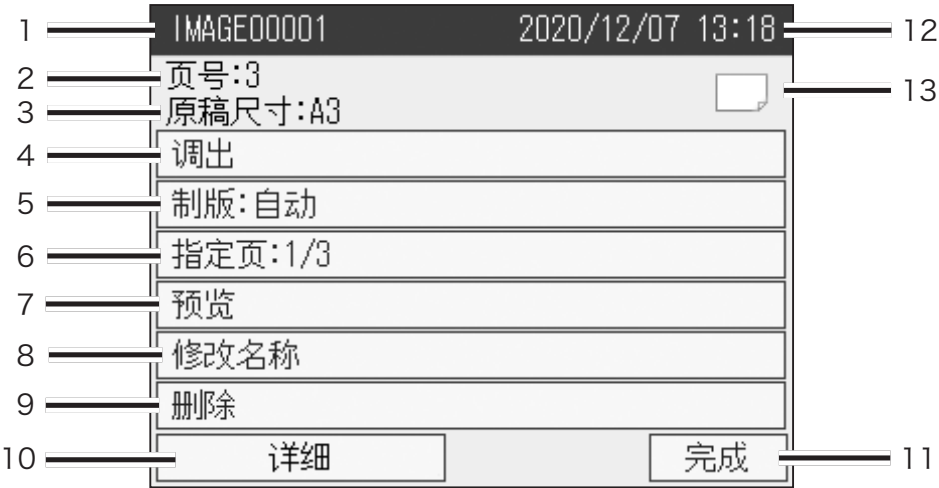 1 IMAGE00001 2020/12/07 13:18 12
2 页号:3 13
3 原稿尺寸:A3
4 调出
5 制版:自动
6 指定页:1/3
7 预览
8 修改名称
9 删除
10 详细 完成 11